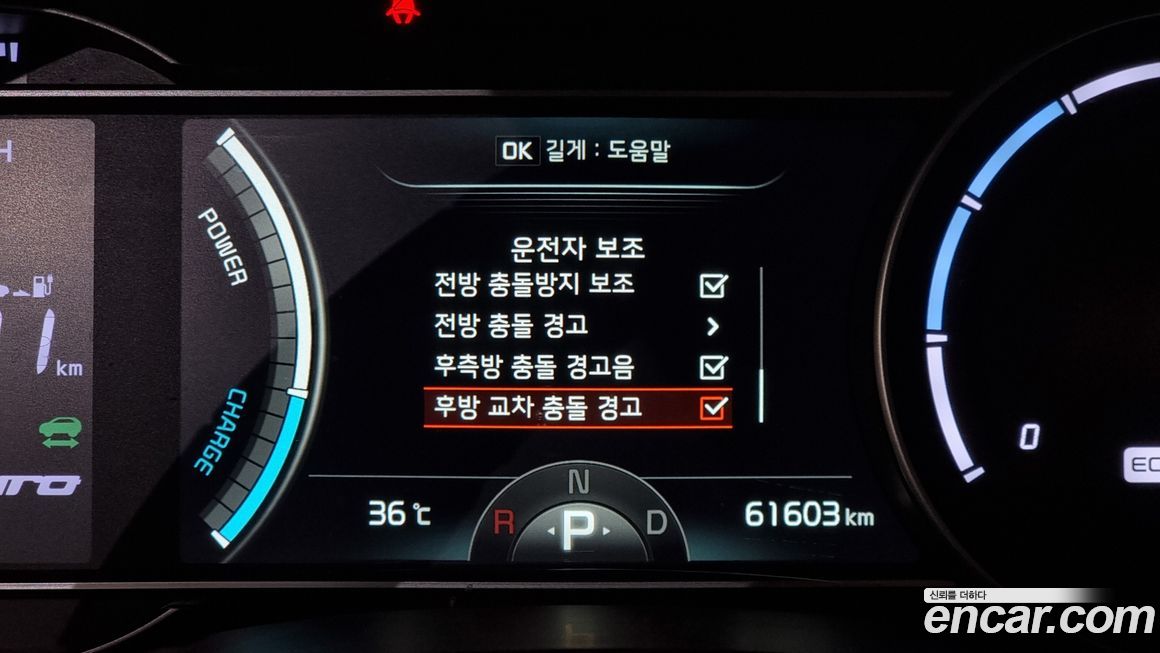 OK 길게 : 도움말
운전자 보조
전방 충돌방지 보조
전방 충돌 경고
후측방 충돌 경고음
후방 교차 충돌 경고
POWER
CHARGE
km
36℃
N
R
P
D
61603 km
0
신뢰를 더하다
encar.com